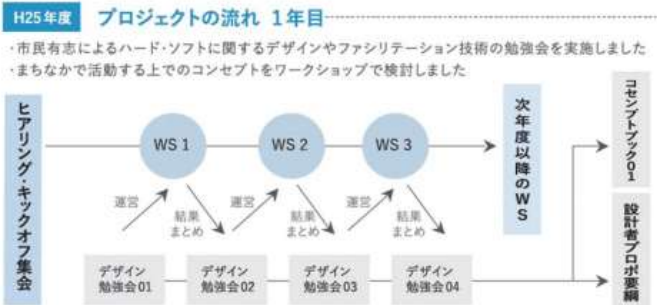 H25年度 プロジェクトの流れ 1年目
・市民有志によるハード・ソフトに関するデザインやファシリテーション技術の勉強会を実施しました
・まちなかで活動する上でのコンセプトをワークショップで検討しました
ヒアリング・キックオフ集会
WS 1
WS 2
WS 3
次年度以降のWS
コセンプトブック01
運営
結果
まとめ
運営
結果
まとめ
運営
結果
まとめ
設計者プロポ要綱
デザイン
勉強会01
デザイン
勉強会02
デザイン
勉強会03
デザイン
勉強会04